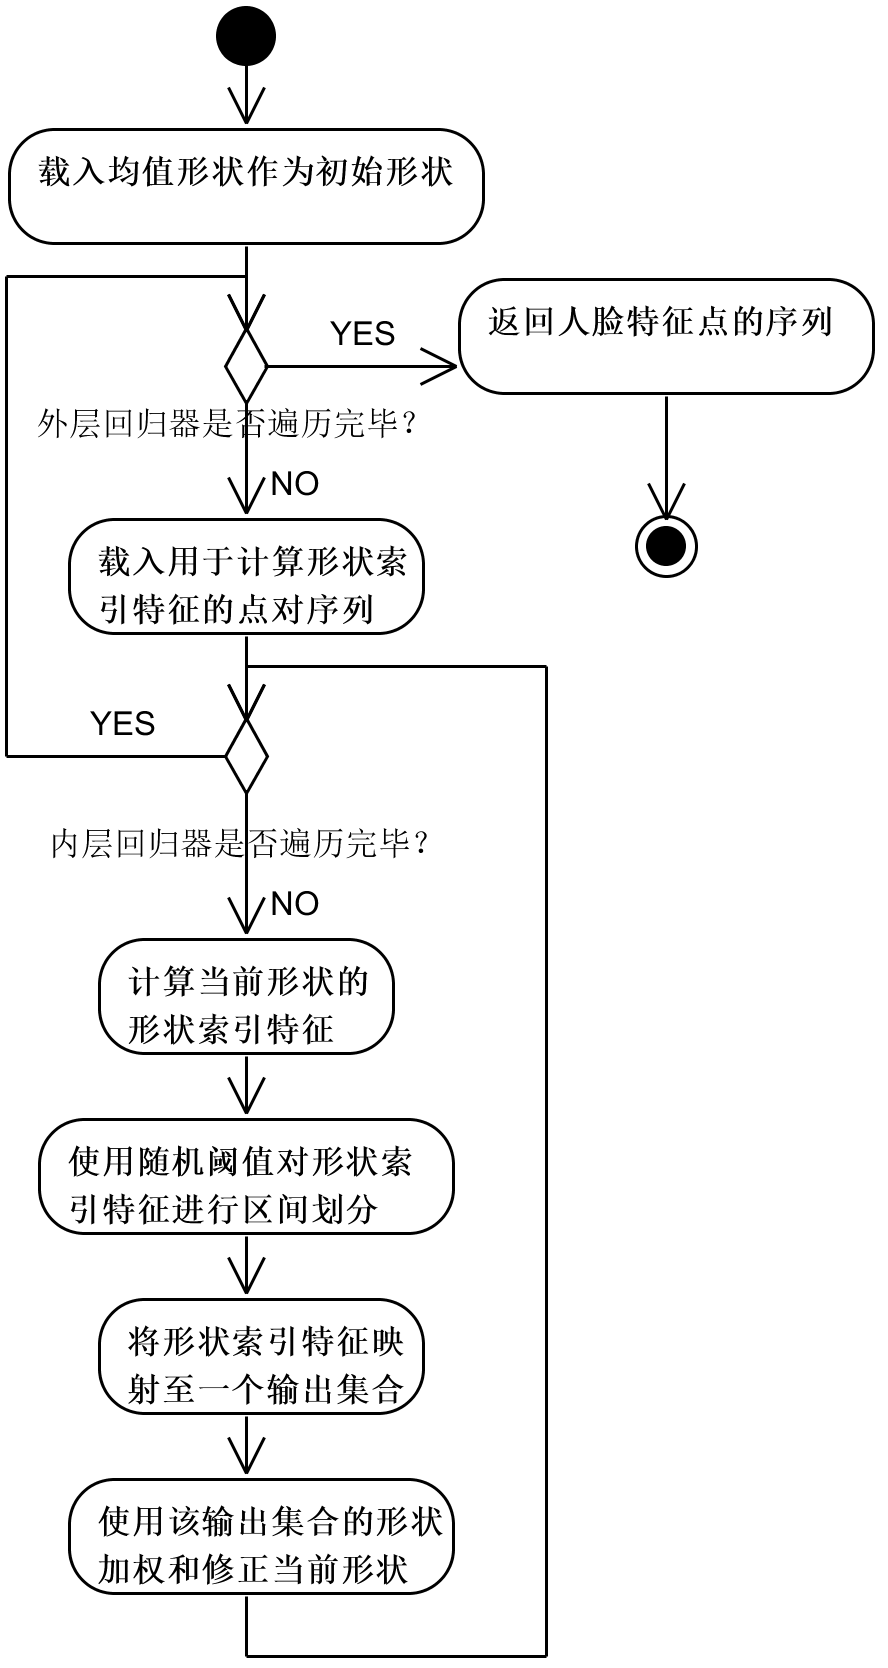 载入均值形状作为初始形状
YES
返回人脸特征点的序列
外层回归器是否遍历完毕？
NO
载入用于计算形状索
引特征的点对序列
YES
内层回归器是否遍历完毕？
NO
计算当前形状的
形状索引特征
使用随机阈值对形状索
引特征进行区间划分
将形状索引特征映
射至一个输出集合
使用该输出集合的形状
加权和修正当前形状